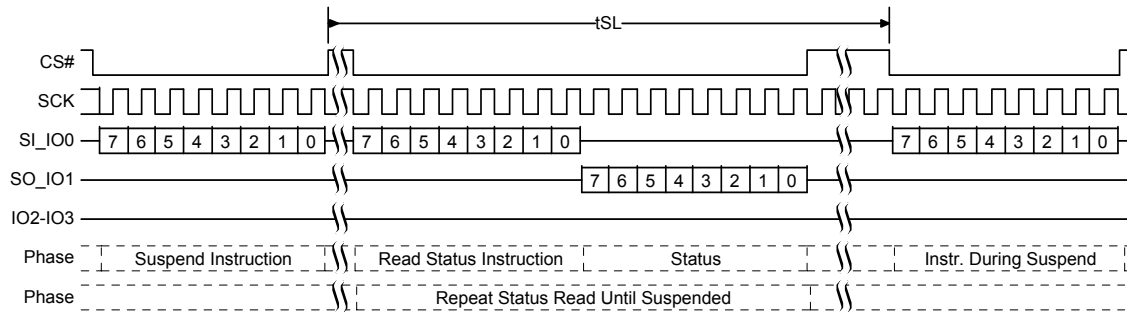 tSL
CS#
SCK
SI_IO0 7 6 5 4 3 2 1 0 7 6 5 4 3 2 1 0 7 6 5 4 3 2 1 0
SO_IO1 7 6 5 4 3 2 1 0
IO2-IO3
Phase Suspend Instruction Read Status Instruction Status Instr. During Suspend
Phase Repeat Status Read Until Suspended